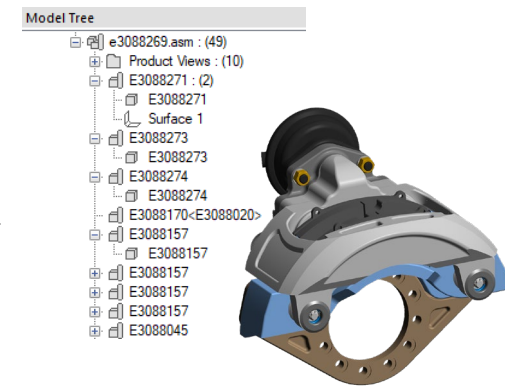 Model Tree
e3088269.asm : (49)
Product Views : (10)
E3088271 : (2)
E3088271
Surface 1
E3088273
E3088273
E3088274
E3088274
E3088170<E3088020>
E3088157
E3088157
E3088157
E3088157
E3088157
E3088045